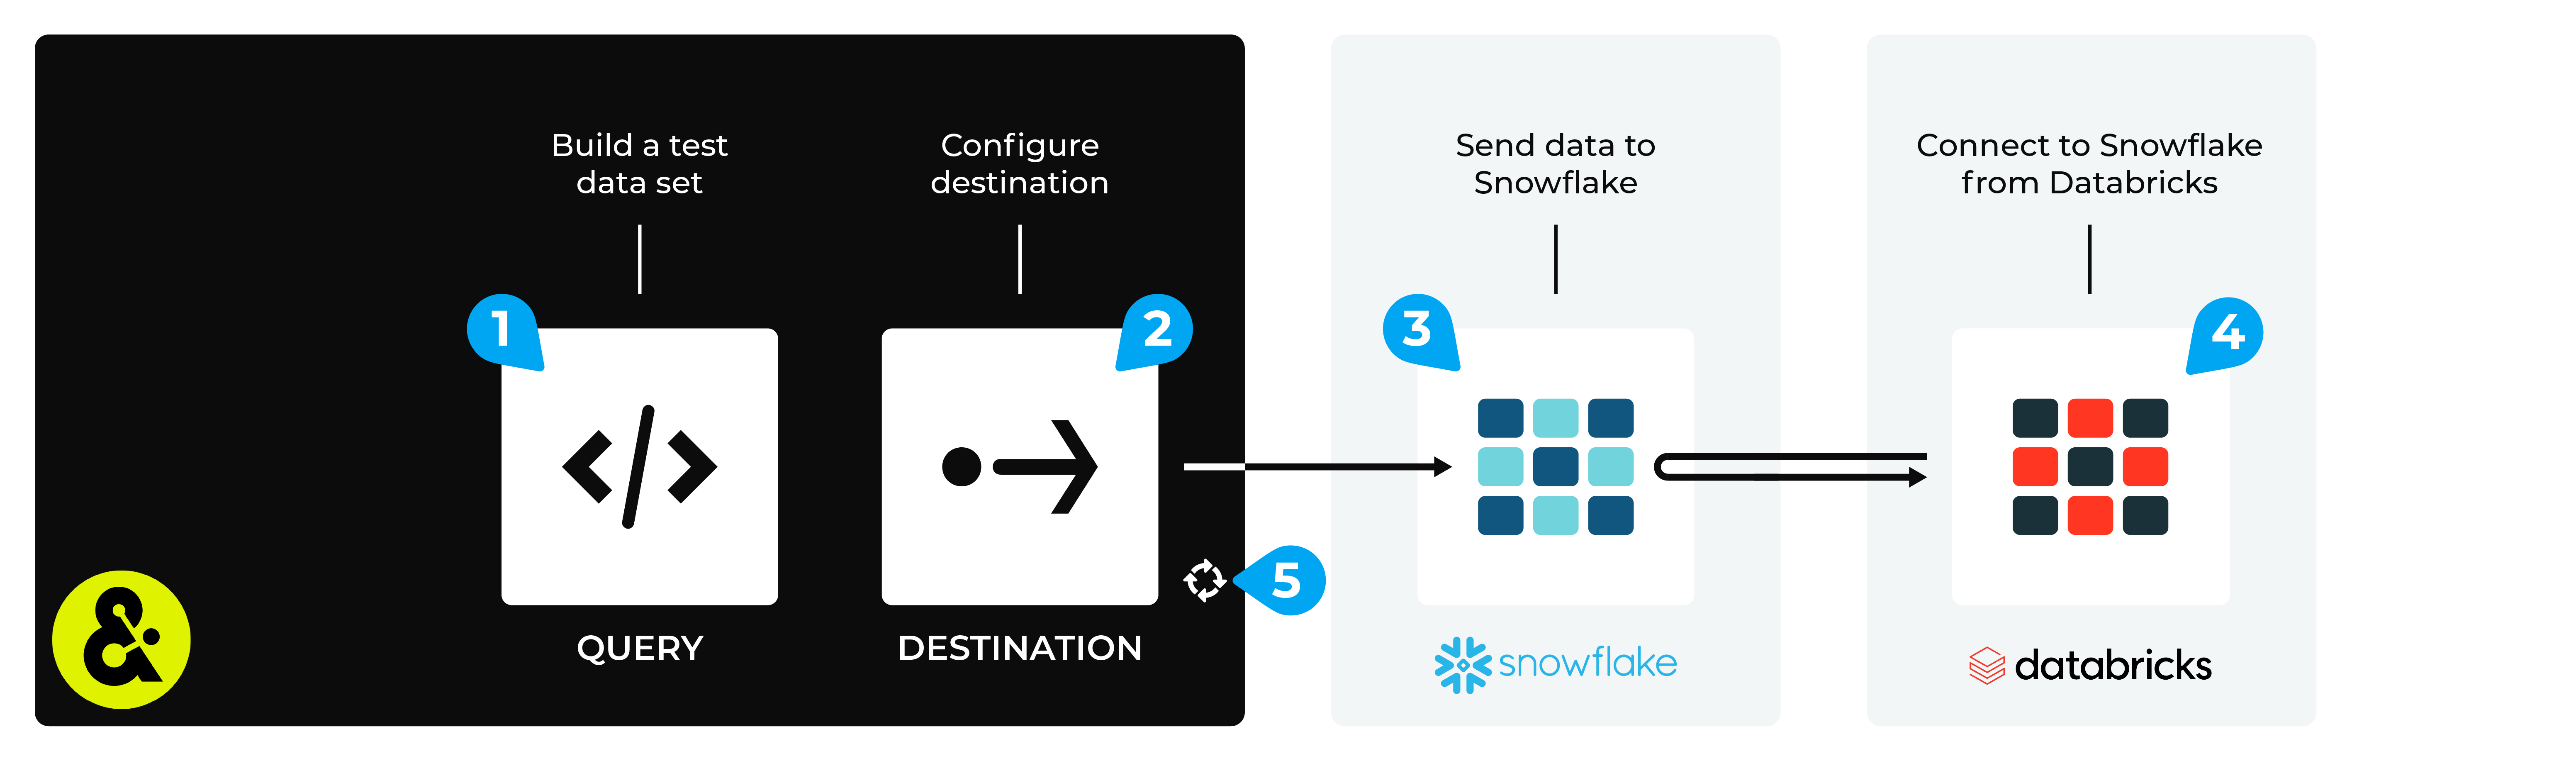 Build a test
data set
Configure
destination
Send data to
Snowflake
Connect to Snowflake
from Databricks
1
2
3
4
5
QUERY
DESTINATION
&
snowflake
databricks